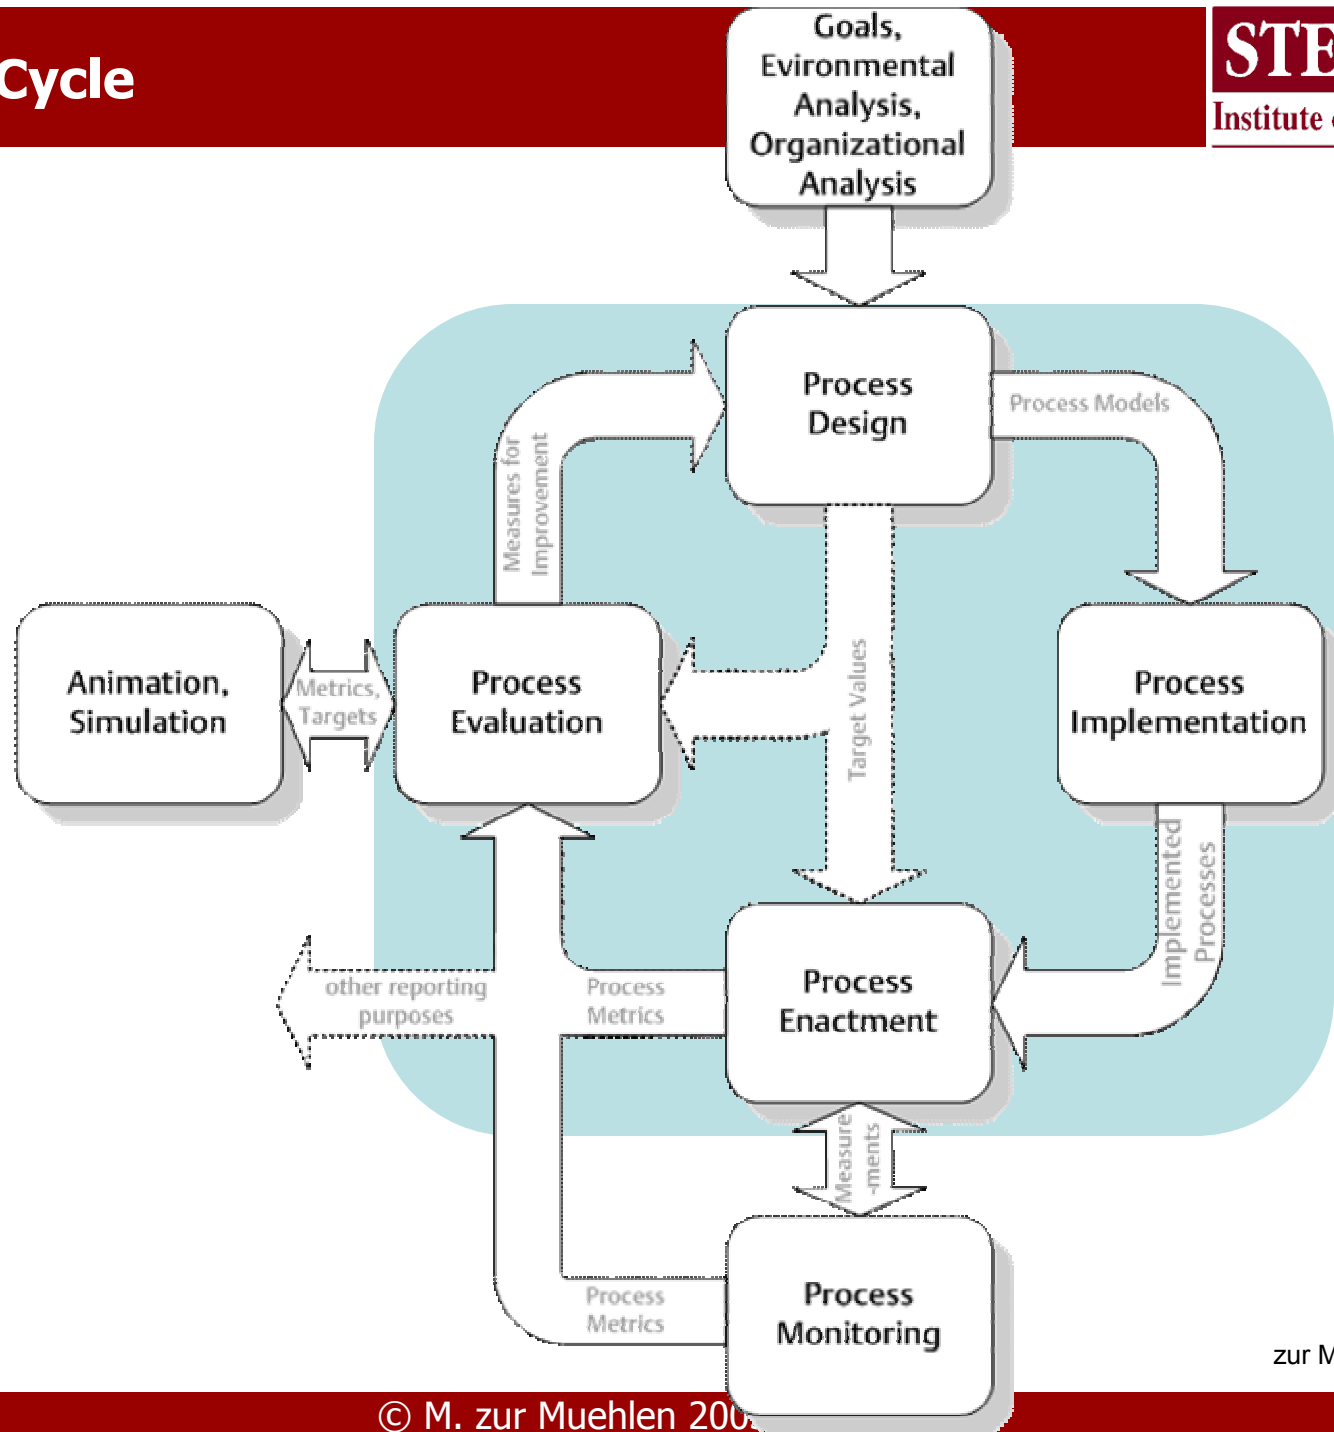 Cycle
Goals,
Evironmental
Analysis,
Organizational
Analysis
Institute
Process
Design
Process Models
Measures for
Improvement
Animation,
Simulation
Metrics,
Targets
Process
Evaluation
Target Values
Process
Implementation
Implemented
Processes
other reporting
purposes
Process
Metrics
Process
Enactment
Measure
-ments
Process
Metrics
Process
Monitoring
zur
© M. zur Muehlen